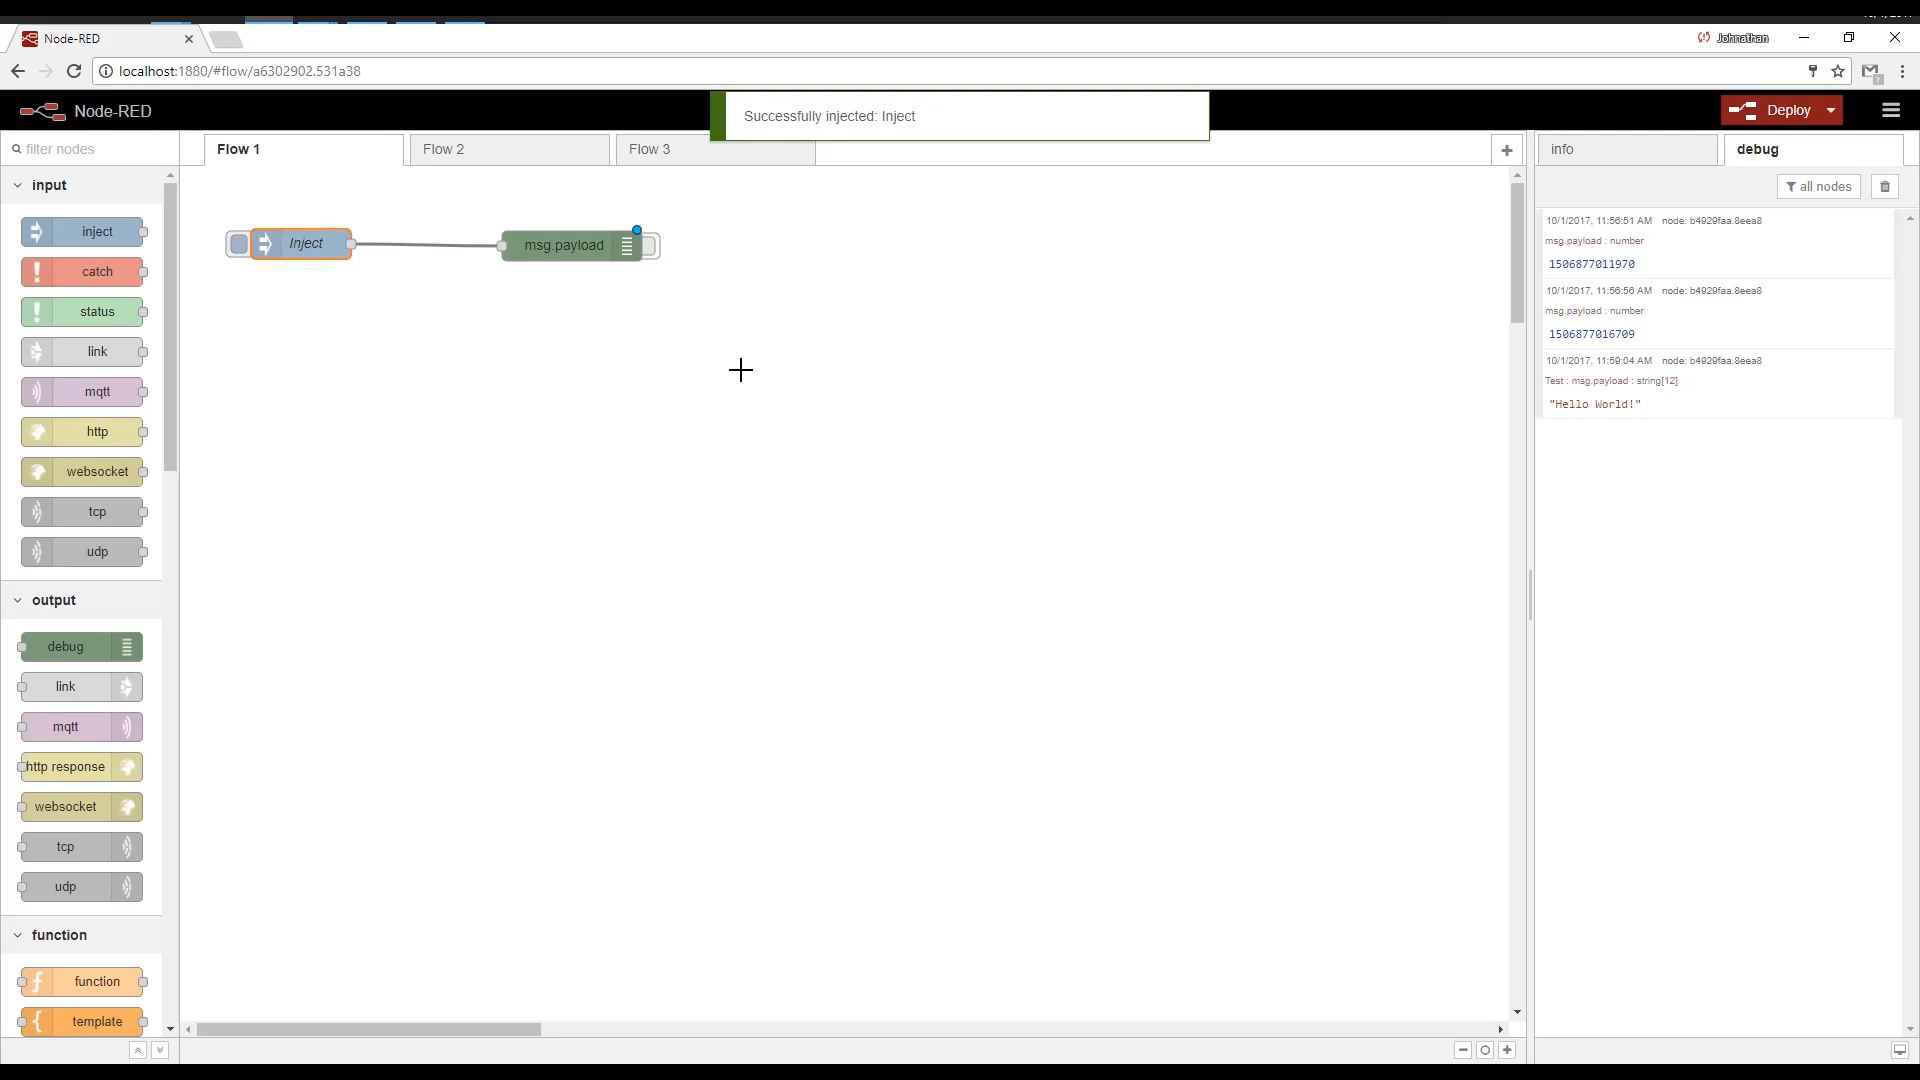 Node-RED
Johnathan
localhost:1880/#flow/a6302902.531a38
Node-RED
Successfully injected: Inject
Deploy
filter nodes
Flow 1
Flow 2
Flow 3
info
debug
all nodes
input
inject
catch
status
link
mqtt
http
websocket
tcp
udp
output
debug
link
mqtt
http response
websocket
tcp
udp
function
function
template
Inject
msg.payload
10/1/2017, 11:56:51 AM node: b4929faa.8eea8
msg.payload : number
1506877011970
10/1/2017, 11:56:56 AM node: b4929faa.8eea8
msg.payload : number
1506877016709
10/1/2017, 11:59:04 AM node: b4929faa.8eea8
Test : msg.payload : string[12]
"Hello World!"